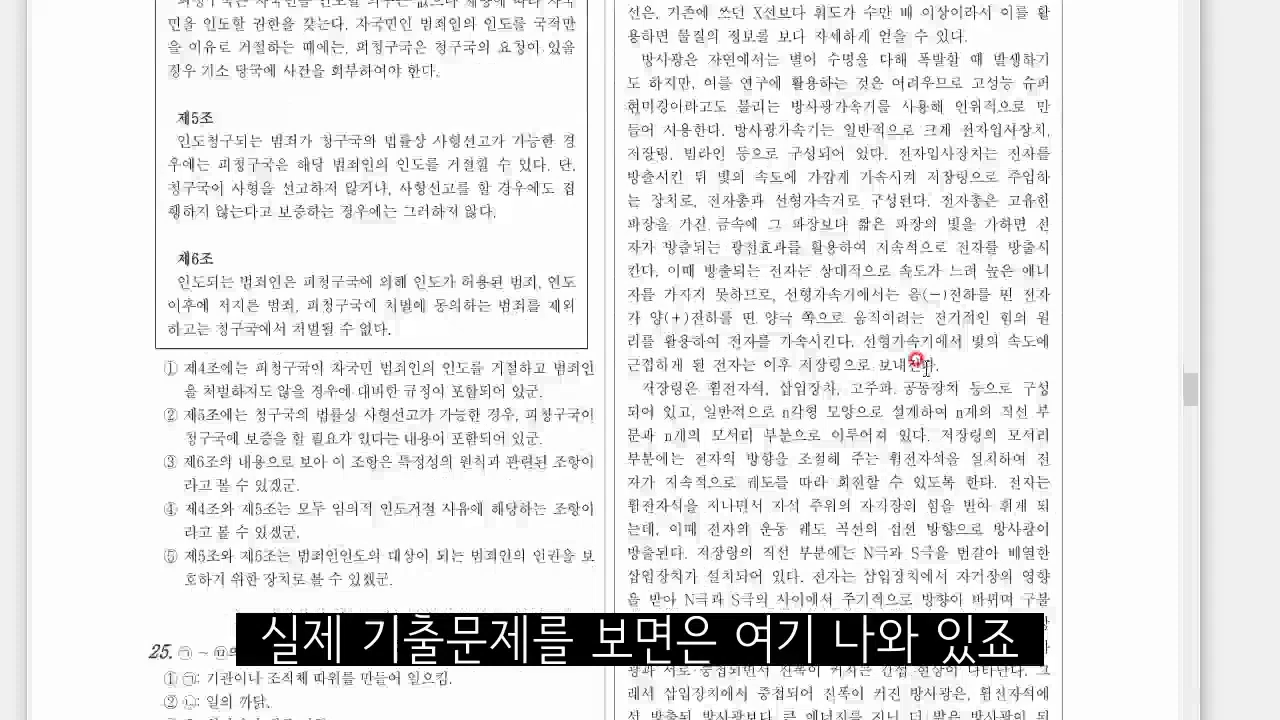 민을 인도할 권한을 갖는다. 자국민인 범죄인의 인도를 국적만
을 이유로 거절하는 때에는, 피청구국은 청구국의 요청이 있을
경우 기소 당국에 사건을 회부하여야 한다.
제5조
인도청구되는 범죄가 청구국의 법률상 사형선고가 가능한 경
우에는 피청구국은 해당 범죄인의 인도를 거절할 수 있다. 단,
청구국이 사형을 선고하지 않거나, 사형선고를 할 경우에도 집
행하지 않는다고 보증하는 경우에는 그러하지 않다.
제6조
인도되는 범죄인은 피청구국에 의해 인도가 허용된 범죄, 인도
이후에 저지른 범죄, 피청구국이 처벌에 동의하는 범죄를 제외
하고는 청구국에서 처벌될 수 없다.
① 제4조에는 피청구국이 자국민 범죄인의 인도를 거절하고 범죄인
을 처벌하지도 않을 경우에 대비한 규정이 포함되어 있군.
② 제5조에는 청구국의 법률상 사형선고가 가능한 경우, 피청구국이
청구국에 보증을 할 필요가 있다는 내용이 포함되어 있군.
③ 제6조의 내용으로 보아 이 조항은 특정성의 원칙과 관련된 조항이
라고 볼 수 있겠군.
④ 제4조와 제5조는 모두 임의적 인도거절 사유에 해당하는 조항이
라고 볼 수 있겠군.
⑤ 제5조와 제6조는 범죄인인도의 대상이 되는 범죄인의 인권을 보
호하기 위한 장치로 볼 수 있겠군.
25. ㉠ ~
① ㉠: 기관이나 조직체 따위를 만들어 일으킴.
② ㉡: 일의 까닭.
선은, 기존에 쓰던 X선보다 휘도가 수만 배 이상이라서 이를 활
용하면 물질의 정보를 보다 자세하게 얻을 수 있다.
방사광은 자연에서는 별이 수명을 다해 폭발할 때 발생하기
도 하지만, 이를 연구에 활용하는 것은 어려우므로 고성능 슈퍼
현미경이라고도 불리는 방사광가속기를 사용해 인위적으로 만
들어 사용한다. 방사광가속기는 일반적으로 크게 전자입사장치,
저장링, 빔라인 등으로 구성되어 있다. 전자입사장치는 전자를
방출시킨 뒤 빛의 속도에 가깝게 가속시켜 저장링으로 주입하
는 장치로, 전자총과 선형가속기로 구성된다. 전자총은 고유한
파장을 가진 금속에 그 파장보다 짧은 파장의 빛을 가하면 전
자가 방출되는 광전효과를 활용하여 지속적으로 전자를 방출시
킨다. 이때 방출되는 전자는 상대적으로 속도가 느려 높은 에너
지를 가지지 못하므로, 선형가속기에서는 음(-)전하를 띤 전자
가 양(+)전하를 띤 양극 쪽으로 움직이려는 전기적인 힘의 원
리를 활용하여 전자를 가속시킨다. 선형가속기에서 빛의 속도에
근접하게 된 전자는 이후 저장링으로 보내진다.
저장링은 휨전자석, 삽입장치, 고주파 공동장치 등으로 구성
되어 있고, 일반적으로 n각형 모양으로 설계하여 n개의 직선 부
분과 n개의 모서리 부분으로 이루어져 있다. 저장링의 모서리
부분에는 전자의 방향을 조절해 주는 휨전자석을 설치하여 전
자가 지속적으로 궤도를 따라 회전할 수 있도록 한다. 전자는
휨전자석을 지나면서 자석 주위의 자기장의 힘을 받아 휘게 되
는데, 이때 전자의 운동 궤도 곡선의 접선 방향으로 방사광이
방출된다. 저장링의 직선 부분에는 N극과 S극을 번갈아 배열한
삽입장치가 설치되어 있다. 전자는 삽입장치에서 자기장의 영향
을 받아 N극과 S극의 사이에서 주기적으로 방향이 바뀌며 구불
광과 서로 중첩되면서 진폭이 커지는 간섭 현상이 나타난다. 그
래서 삽입장치에서 중첩되어 진폭이 커진 방사광은, 휨전자석에
실제 기출문제를 보면은 여기 나와 있죠